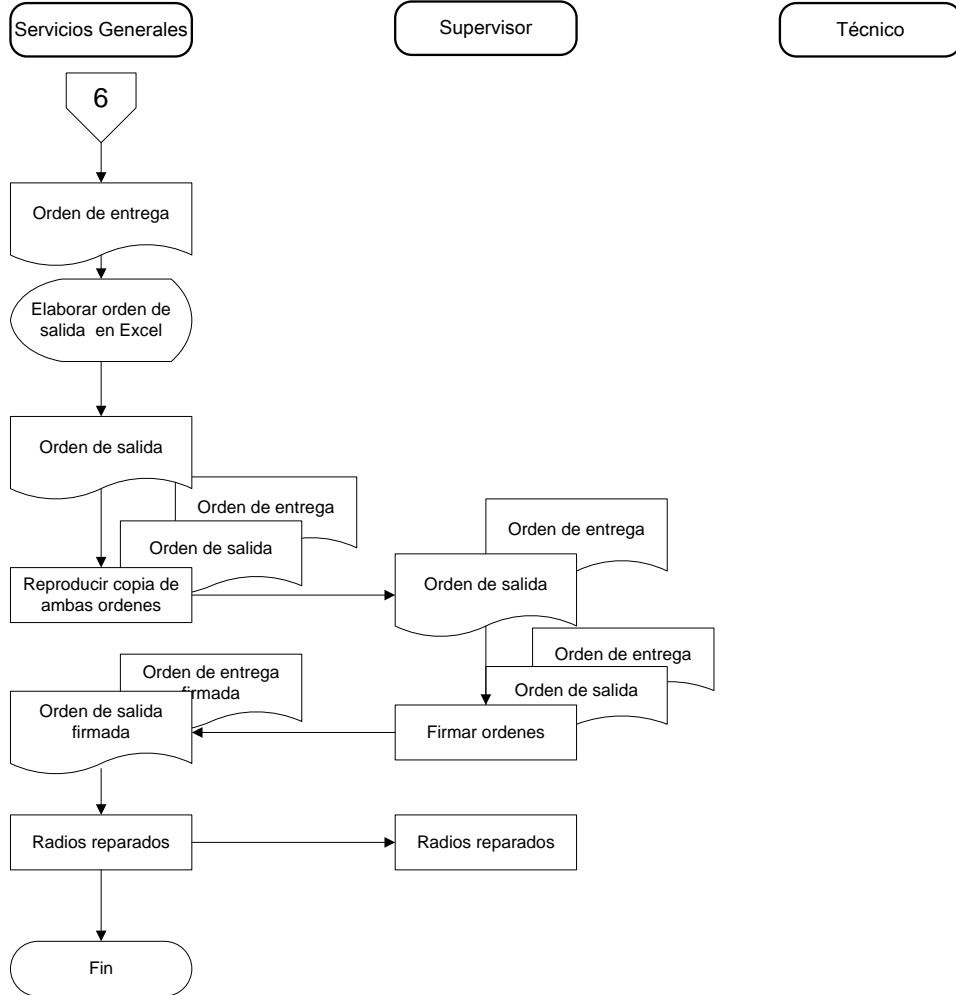 Servicios Generales
Supervisor
Técnico
6
Orden de entrega
Elaborar orden de
salida en Excel
Orden de salida
Orden de entrega
Orden de salida
Reproducir copia de
ambas ordenes
Orden de entrega
Orden de salida
Orden de entrega
Orden de salida
Firmar ordenes
Orden de entrega
firmada
Orden de salida
firmada
Radios reparados
Radios reparados
Fin